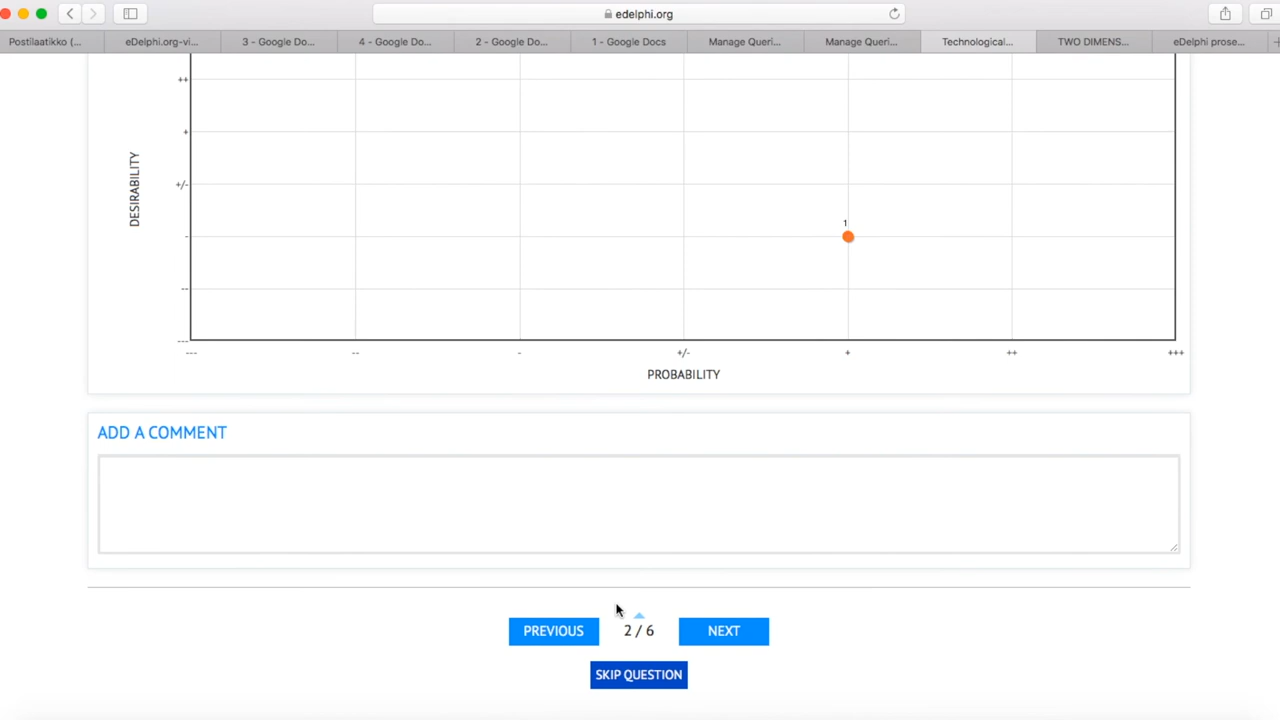 edelphi.org
Postilaatikko (...
eDelphi.org-vi...
3 - Google Do...
4 - Google Do...
2 - Google Do...
1 - Google Docs
Manage Queri...
Manage Queri...
Technological...
TWO DIMENS...
eDelphi prose...
++
+
+/-
-
--
---
DESIRABILITY
1
--- -- - +/- + ++ +++
PROBABILITY
ADD A COMMENT
PREVIOUS
2 / 6
NEXT
SKIP QUESTION